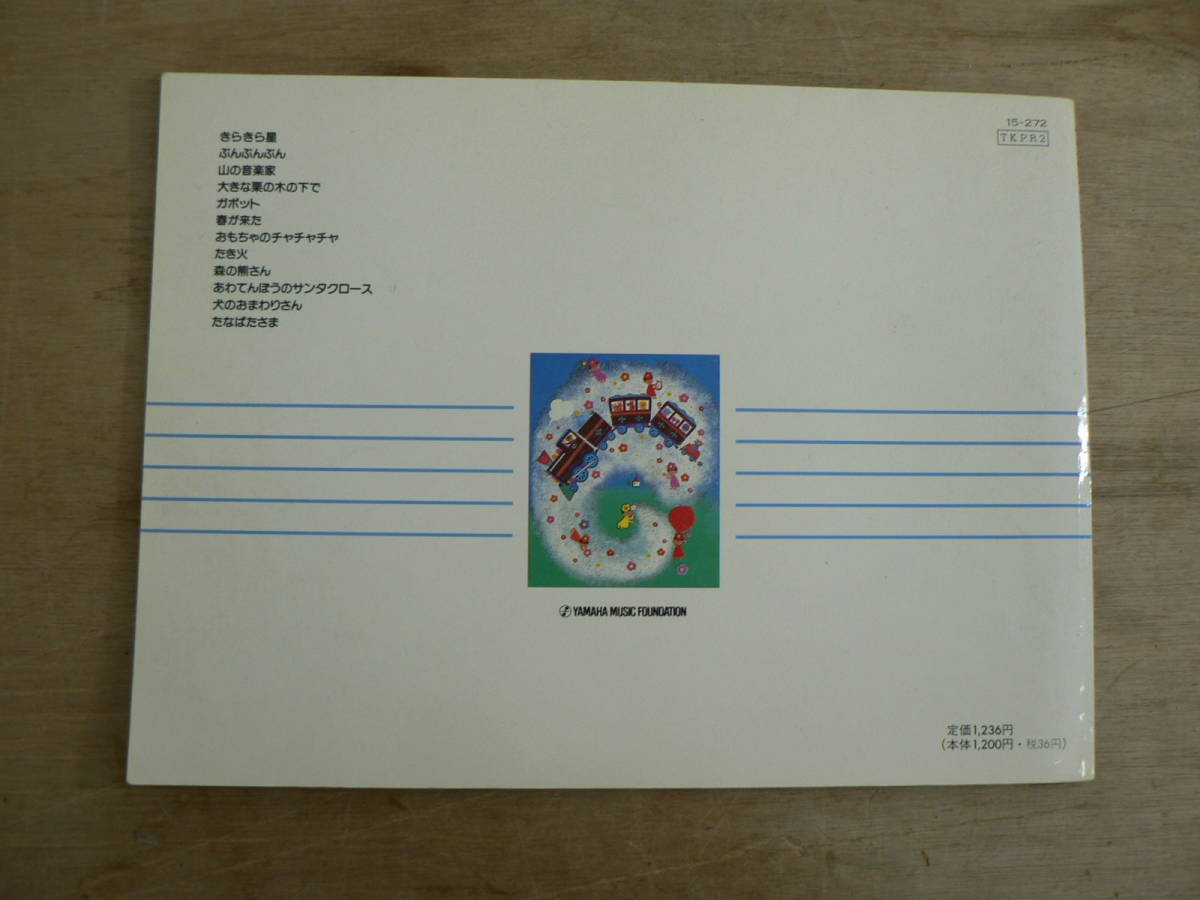 きらきら星
ぶんぶんぶん
山の音楽家
大きな栗の木の下で
ガボット
春が来た
おもちゃのチャチャチャ
たき火
森の熊さん
あわてんぼうのサンタクロース
犬のおまわりさん
たなばたさま
15-272
TKPR2
YAMAHA MUSIC FOUNDATION
定価1,236円
(本体1,200円・税36円)